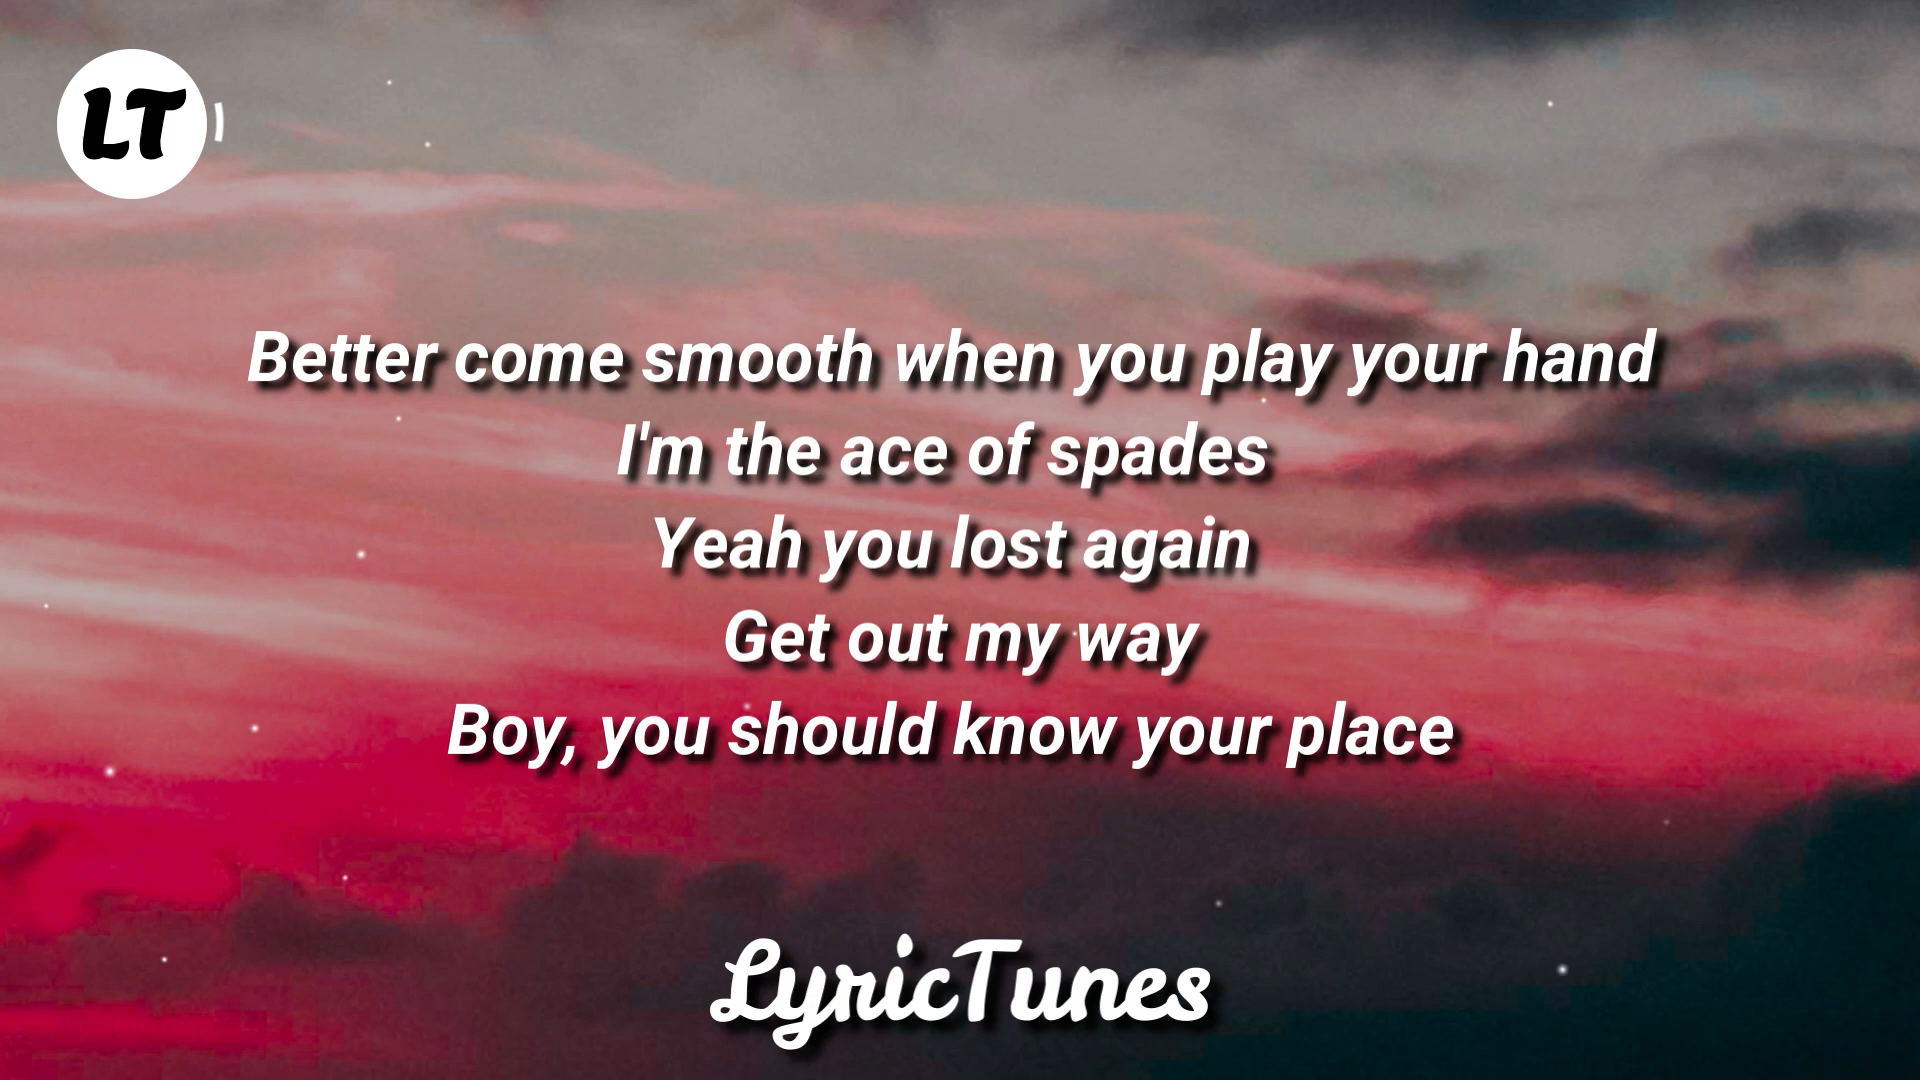 LT
Better come smooth when you play your hand
I'm the ace of spades
Yeah you lost again
Get out my way
Boy, you should know your place
LyricTunes